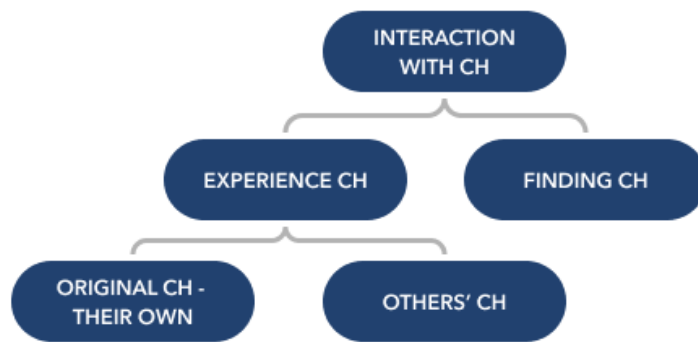 INTERACTION
WITH CH
EXPERIENCE CH
FINDING CH
ORIGINAL CH -
THEIR OWN
OTHERS’ CH